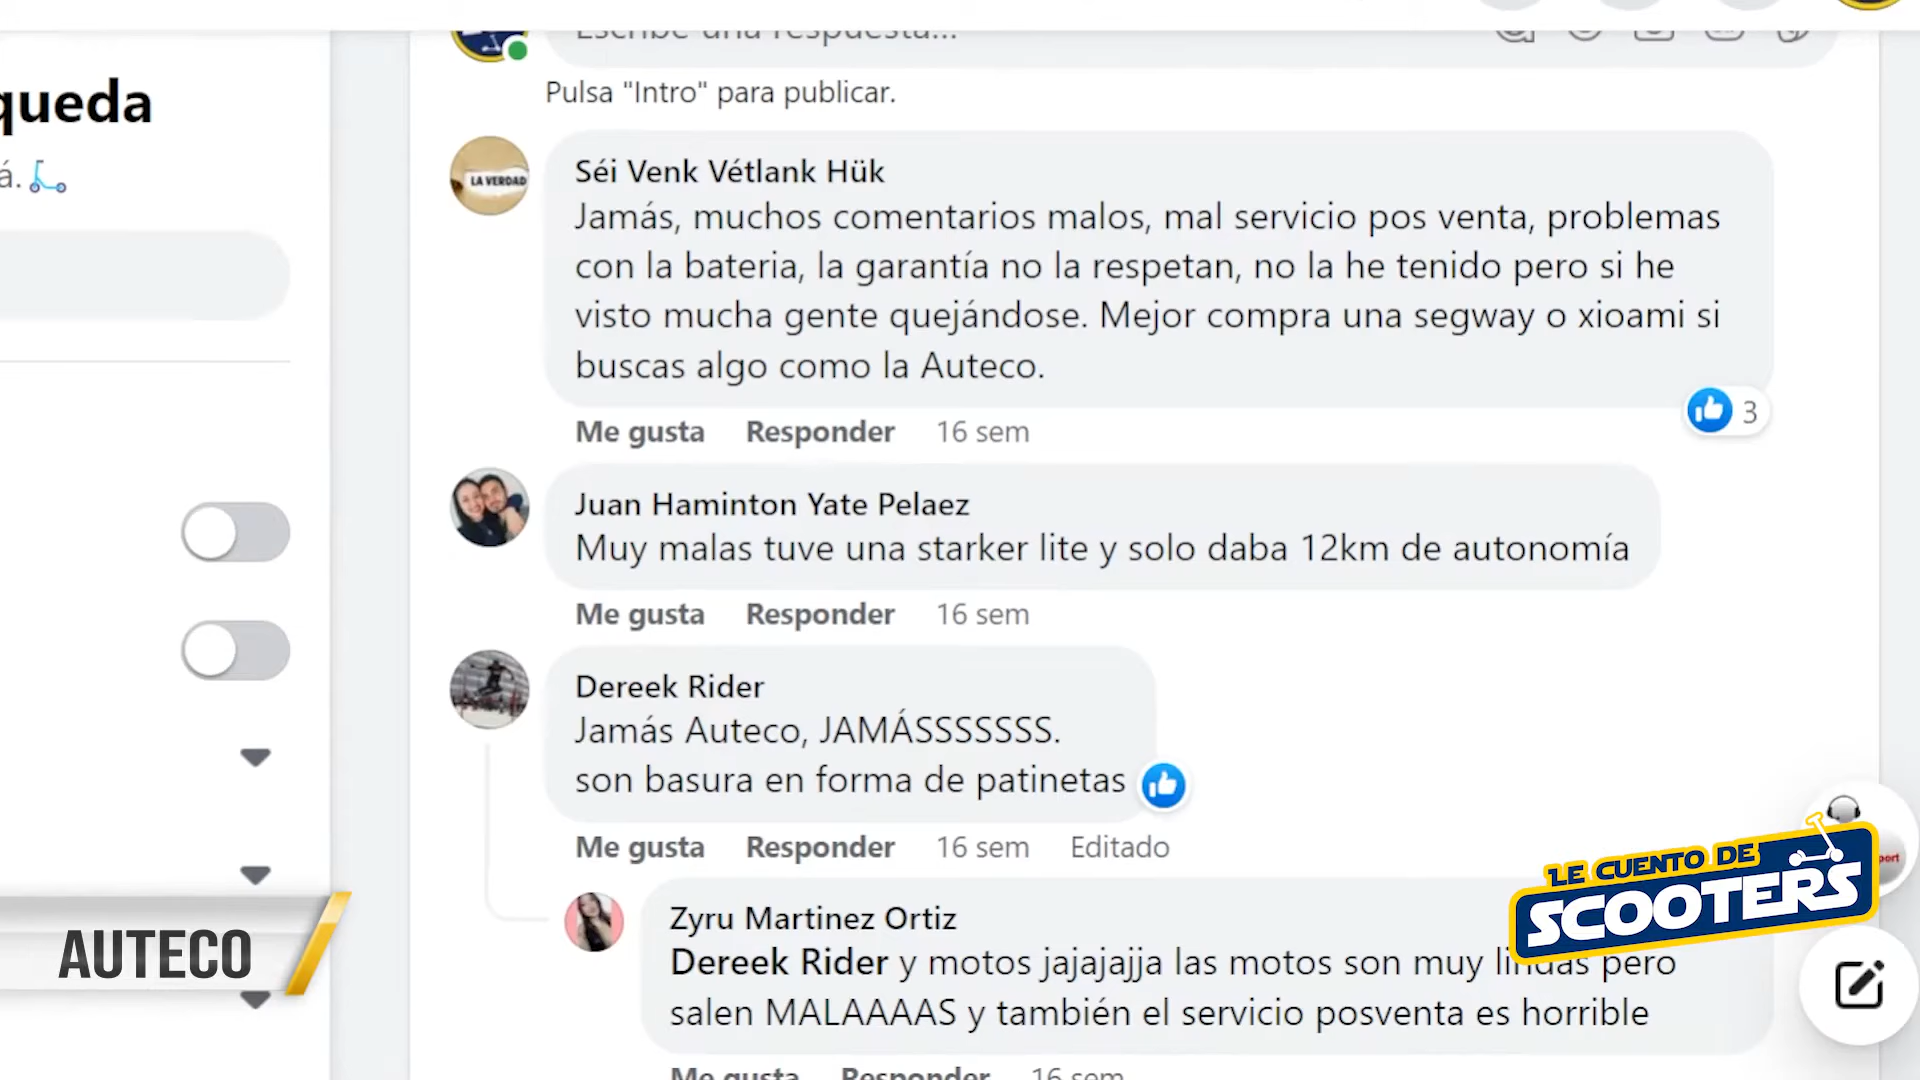 Escribe una respuesta...
queda
Pulsa "Intro" para publicar.
á.
LA VERDAD
Séi Venk Vétlank Hük
Jamás, muchos comentarios malos, mal servicio pos venta, problemas
con la bateria, la garantía no la respetan, no la he tenido pero si he
visto mucha gente quejándose. Mejor compra una segway o xioami si
buscas algo como la Auteco.
3
Me gusta Responder 16 sem
Juan Haminton Yate Pelaez
Muy malas tuve una starker lite y solo daba 12km de autonomía
Me gusta Responder 16 sem
Dereek Rider
Jamás Auteco, JAMÁSSSSSSS.
son basura en forma de patinetas
Me gusta Responder 16 sem Editado
Zyru Martinez Ortiz
Dereek Rider y motos jajajajja las motos son muy lindas pero
salen MALAAAAS y también el servicio posventa es horrible
Me gusta Responder 16 sem
AUTECO
LE CUENTO DE
SCOOTERS
port